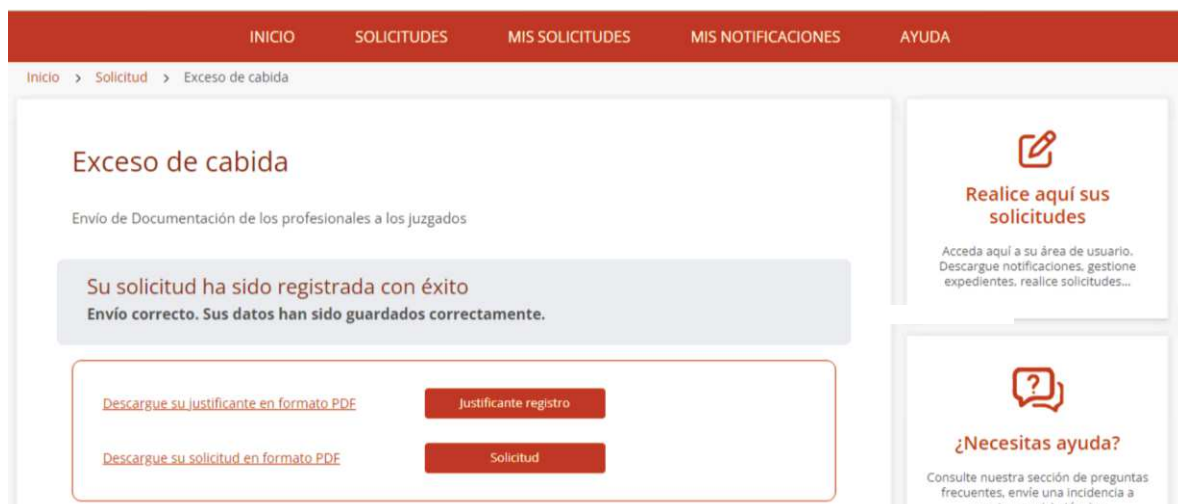 INICIO SOLICITUDES MIS SOLICITUDES MIS NOTIFICACIONES AYUDA
Inicio > Solicitud > Exceso de cabida
Exceso de cabida
Envío de Documentación de los profesionales a los juzgados
Su solicitud ha sido registrada con éxito
Envío correcto. Sus datos han sido guardados correctamente.
Descargue su justificante en formato PDF Justificante registro
Descargue su solicitud en formato PDF Solicitud
Realice aquí sus
solicitudes
Acceda aquí a su área de usuario.
Descargue notificaciones, gestione
expedientes, realice solicitudes...
¿Necesitas ayuda?
Consulte nuestra sección de preguntas
frecuentes, envíe una incidencia a